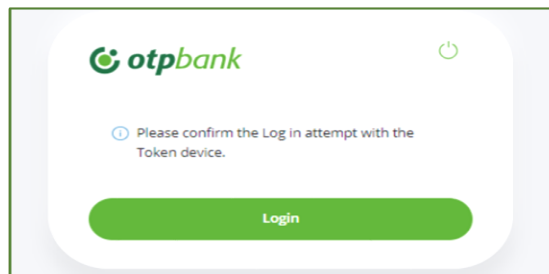 otpbank
Please confirm the Log in attempt with the
Token device.
Login